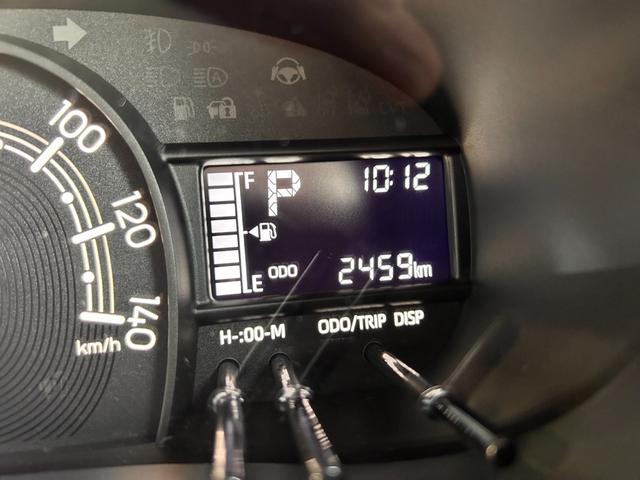 100
120
140
km/h
F
P
10:12
E
ODO
2459km
H-:00-M
ODO/TRIP DISP